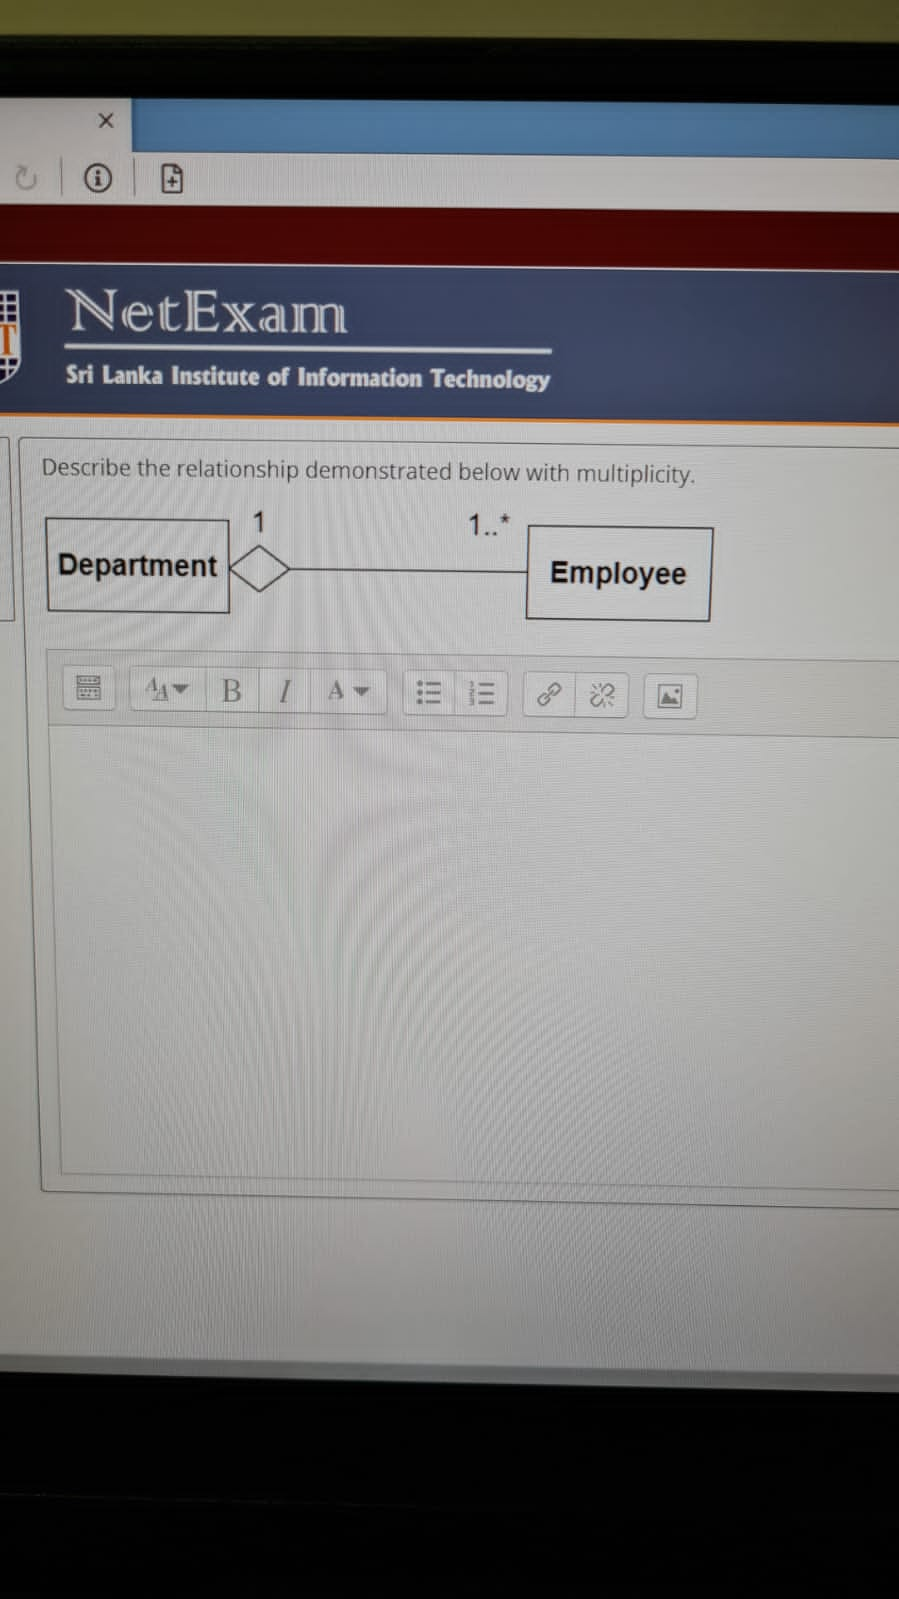 NetExam
Sri Lanka Institute of Information Technology
Describe the relationship demonstrated below with multiplicity.
1 1..*
Department Employee
B I A